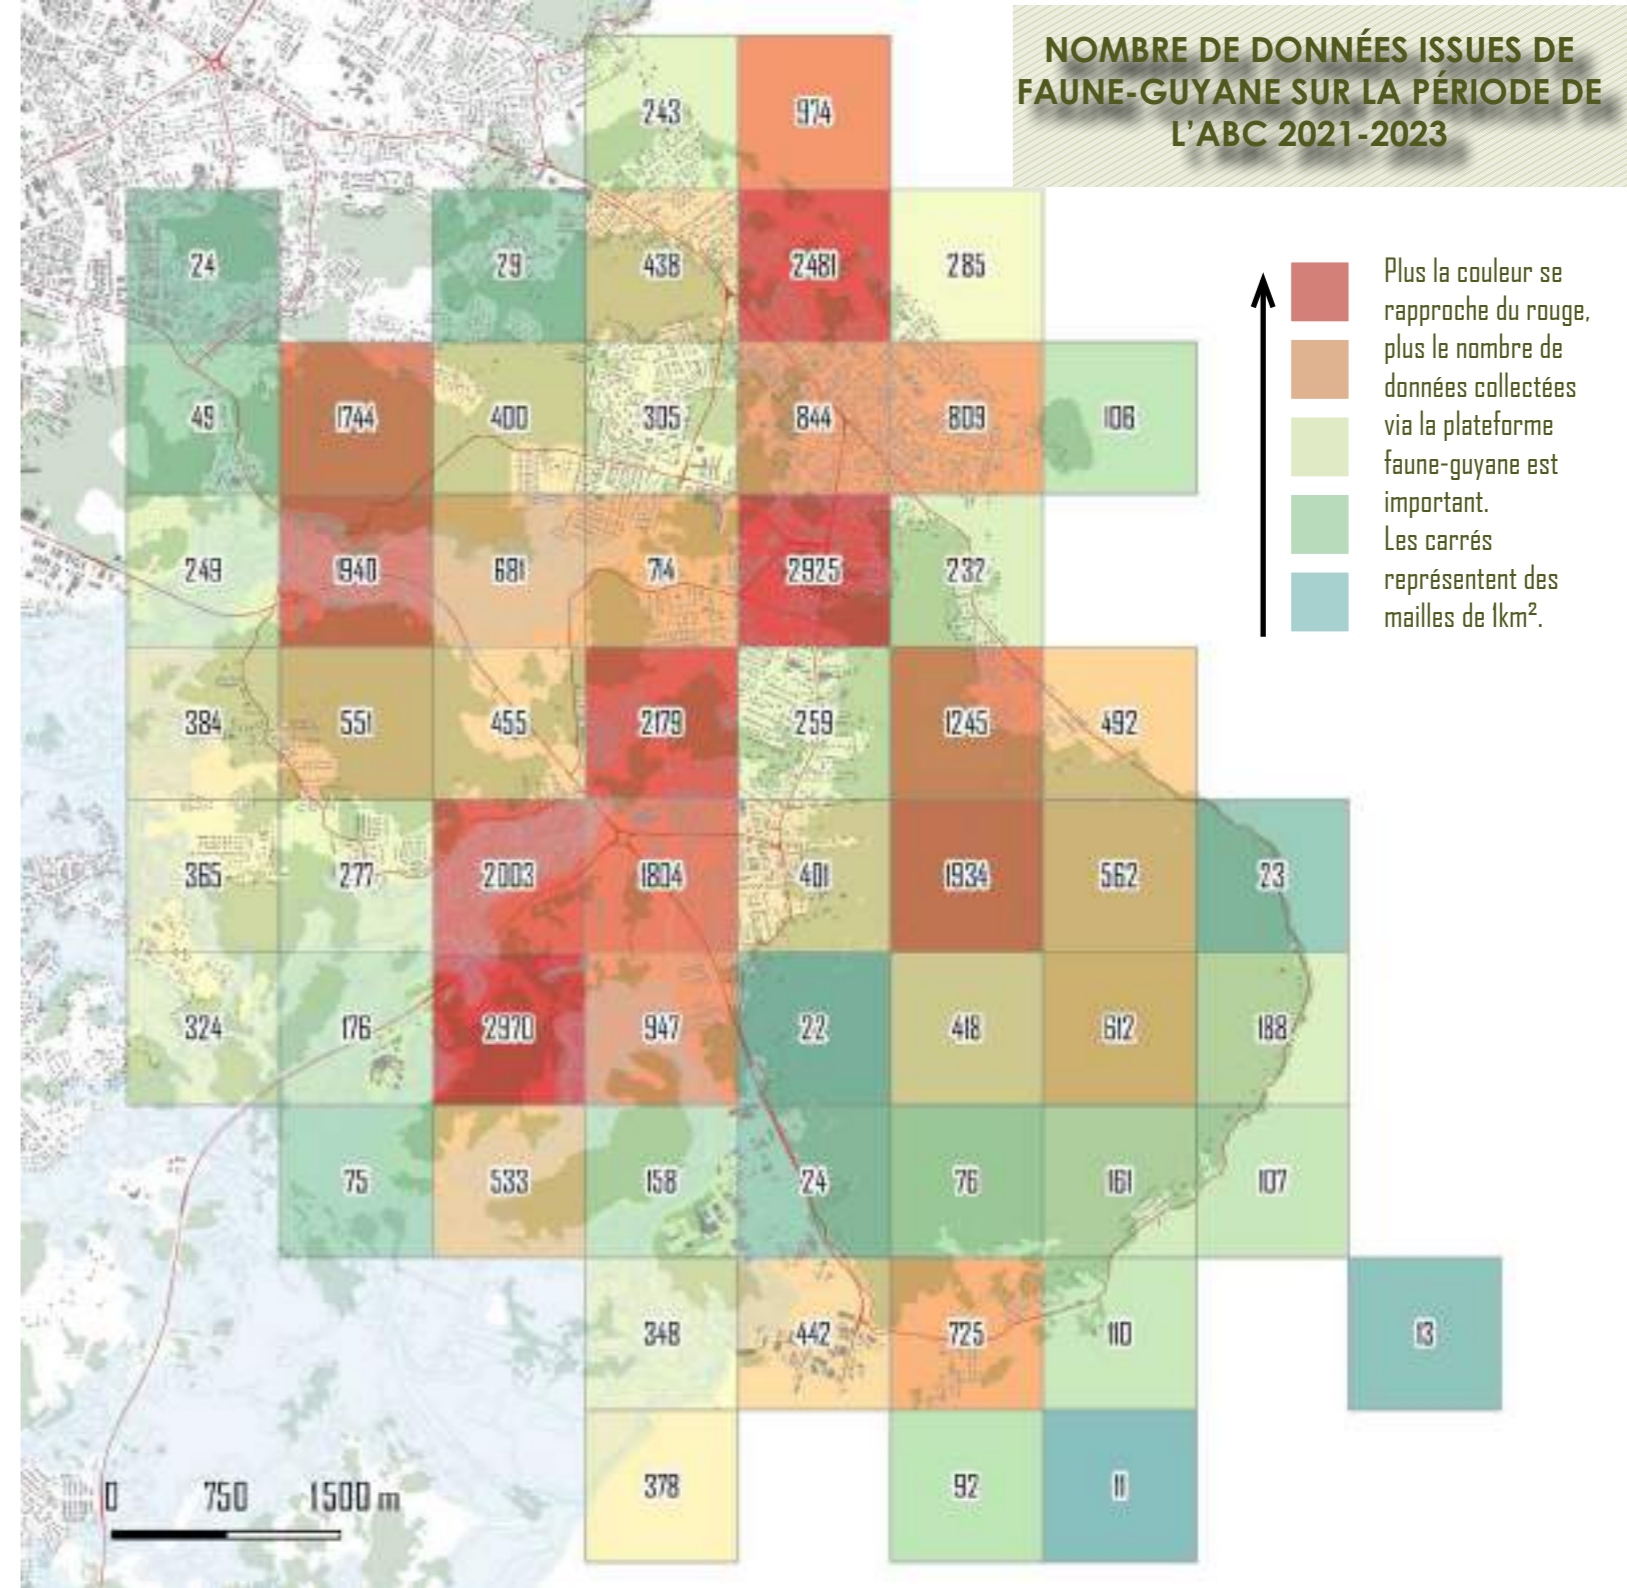 NOMBRE DE DONNÉES ISSUES DE
FAUNE-GUYANE SUR LA PÉRIODE DE
L'ABC 2021-2023
243 974
24 29 438 2481 285
49 1744 400 305 844 809 106
249 1940 681 714 2925 232
384 551 455 2179 259 1245 492
365 277 2003 1804 401 1934 562 23
324 176 2970 947 22 418 612 188
75 533 158 24 76 161 107
348 442 725 110 13
378 92 11
0 750 1500 m
Plus la couleur se
rapproche du rouge,
plus le nombre de
données collectées
via la plateforme
faune-guyane est
important.
Les carrés
représentent des
mailles de 1km².